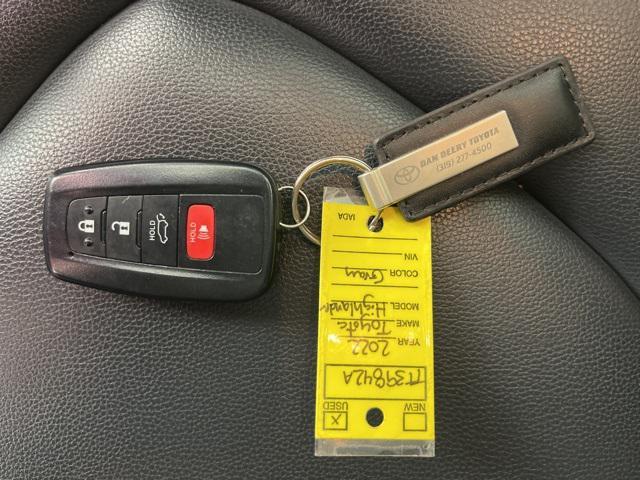 HOLD
HOLD
DAN DEERY TOYOTA
(319) 277-4500
NEW
USED X
TT39842A
YEAR 2022
MAKE Toyota
MODEL Highlander
COLOR Gray
VIN
IADA